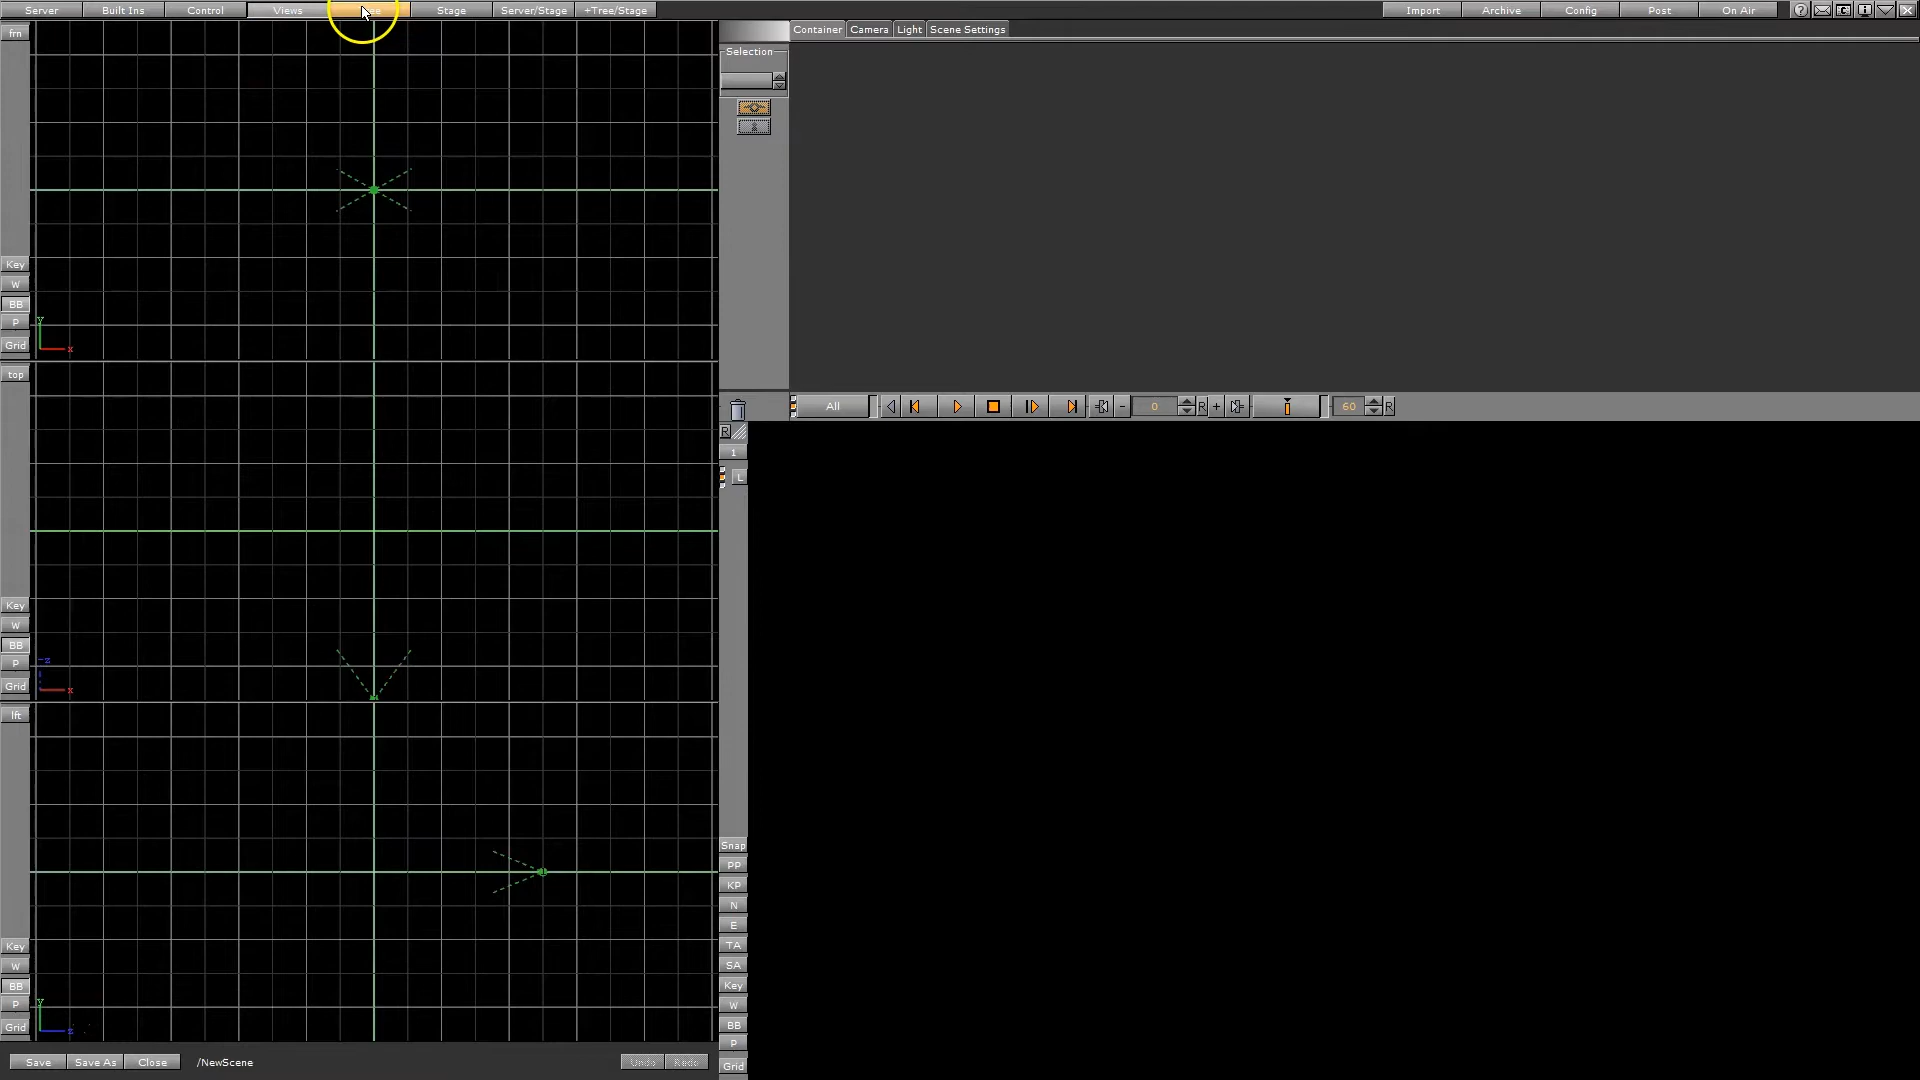 Server Built Ins Control Views Stage Server/Stage +Tree/Stage Import Archive Config Post On Air ?
frn Container Camera Light Scene Settings
Selection
Key
W
BB
P
Y
Grid
x
top
All 0 R + 60 R
R
1
L
Key
W
BB
P
z
Grid
x
lft
Snap
PP
KP
N
E
TA
Key
W SA
BB Key
P
Y W
Grid BB
z
P
Save Save As Close /NewScene Undo Redo Grid